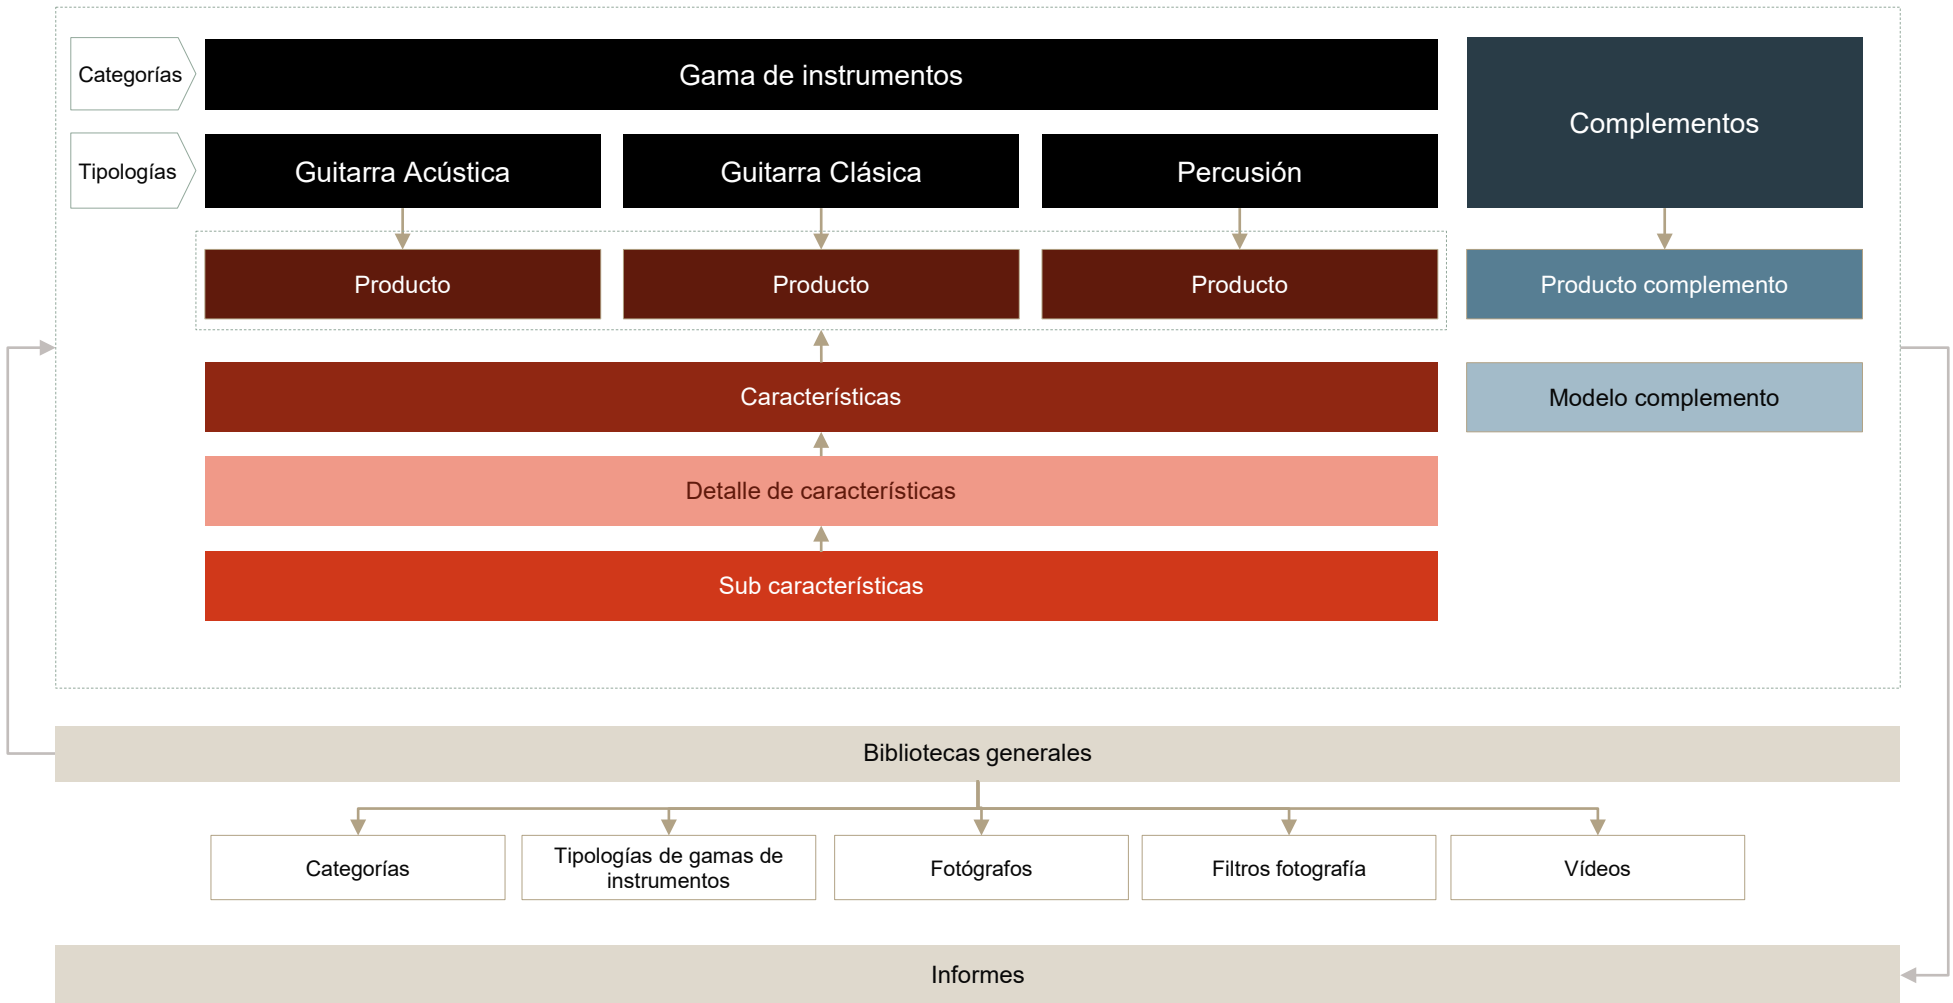 Categorías
Gama de instrumentos
Complementos
Tipologías
Guitarra Acústica
Guitarra Clásica
Percusión
Producto
Producto
Producto
Producto complemento
Características
Modelo complemento
Detalle de características
Sub características
Bibliotecas generales
Categorías
Tipologías de gamas de
instrumentos
Fotógrafos
Filtros fotografía
Vídeos
Informes